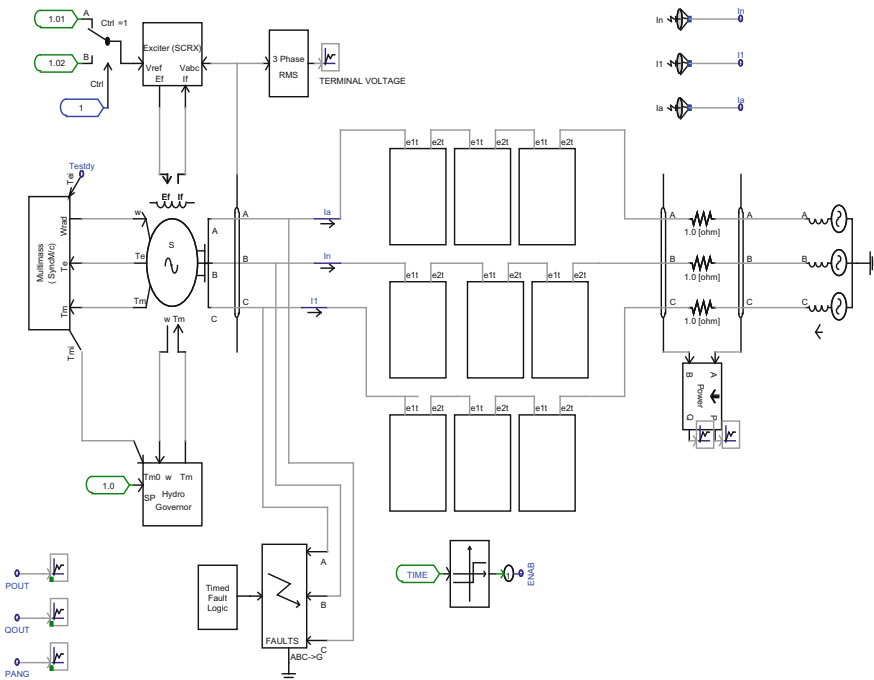 1.01
A
Ctrl =1
1.02
B
Ctrl
1
Exciter (SCRX)
Vref
Vabc
Ef
If
3 Phase
RMS
TERMINAL VOLTAGE
In
In
I1
I1
Ia
Ia
Testdy
Tei
Ef
If
Multimass
( SyncM/c)
Wrad
Te
Tm
Tmi
w
Te
Tm
S
A
B
C
w Tm
A
B
C
Ia
In
I1
e1t
e2t
e1t
e2t
e1t
e2t
e1t
e2t
e1t
e2t
e1t
e2t
e1t
e2t
e1t
e2t
e1t
e2t
A
1.0 [ohm]
A
A
B
1.0 [ohm]
B
B
C
1.0 [ohm]
C
C
B
A
Power
Q
P
1.0
Tm0 w Tm
SP
Hydro
Governor
Timed
Fault
Logic
A
B
C
FAULTS
ABC->G
TIME
1
ENAB
POUT
QOUT
PANG